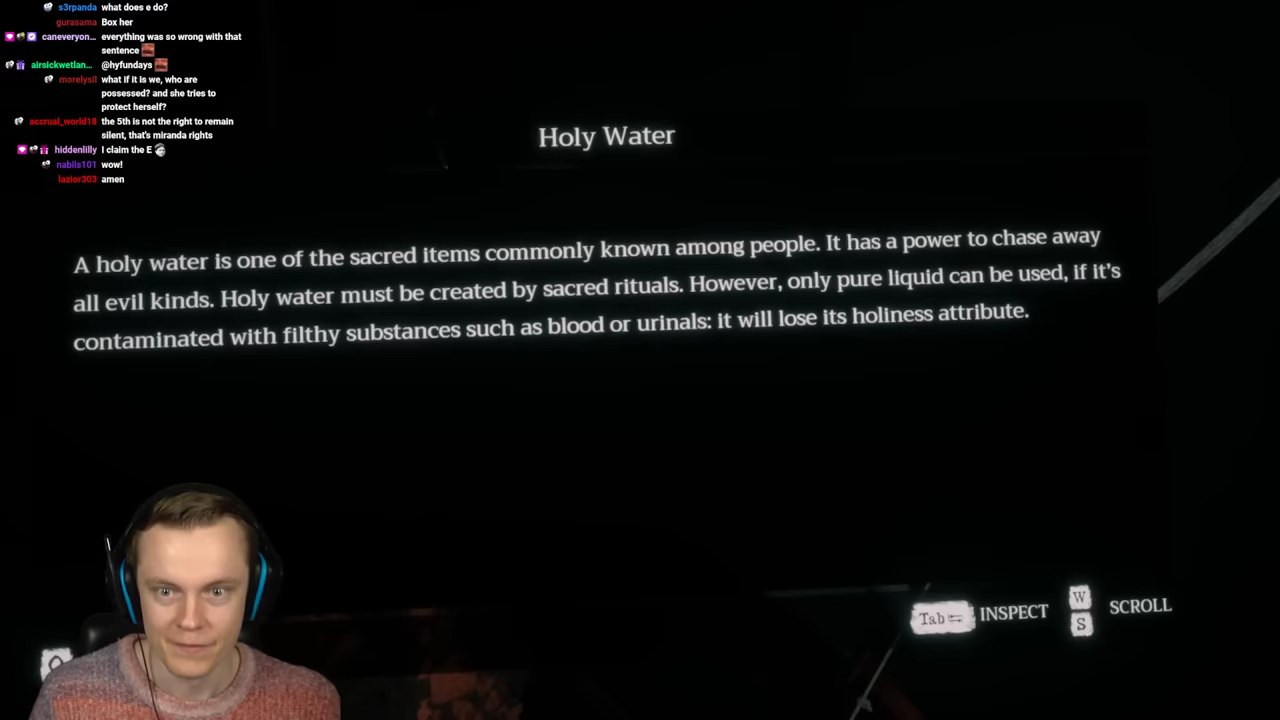 s3rpanda what does e do?
gurasama Box her
caneveryon... everything was so wrong with that
sentence
airsickwetlan... @hyfundays
morelysil what if it is we, who are
possessed? and she tries to
protect herself?
accrual_world18 the 5th is not the right to remain
silent, that's miranda rights
hiddenlilly I claim the E
nabils101 wow!
lazior303 amen
Holy Water
A holy water is one of the sacred items commonly known among people. It has a power to chase away
all evil kinds. Holy water must be created by sacred rituals. However, only pure liquid can be used, if it's
contaminated with filthy substances such as blood or urinals: it will lose its holiness attribute.
Tab INSPECT W
S SCROLL